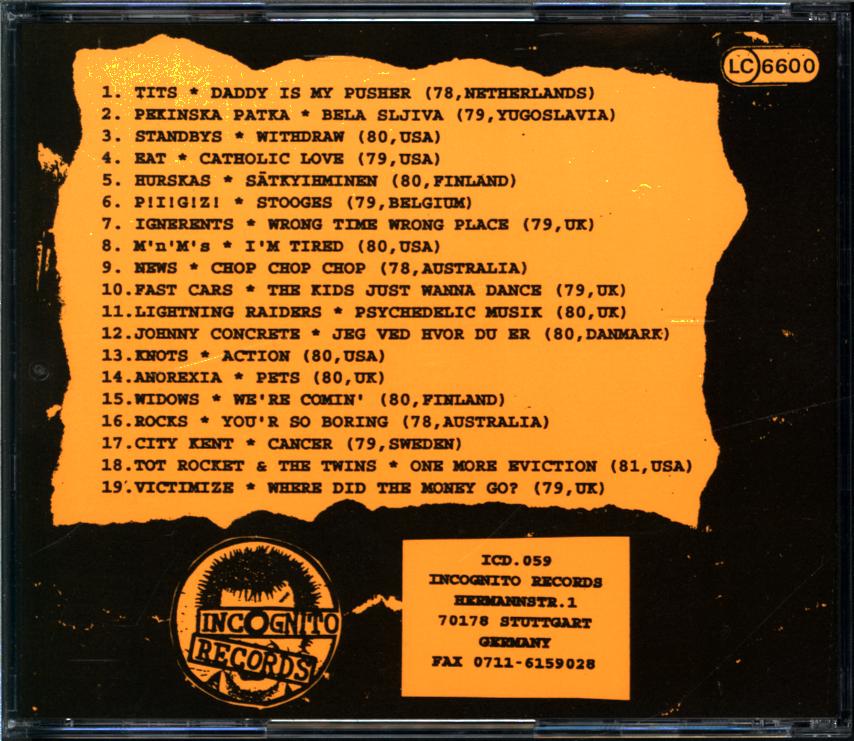 LC 6600
1. TITS * DADDY IS MY PUSHER (78,NETHERLANDS)
2. PEKINSKA PATKA * BELA SLJIVA (79,YUGOSLAVIA)
3. STANDBYS * WITHDRAW (80,USA)
4. EAT * CATHOLIC LOVE (79,USA)
5. HURSKAS * SÄTKYIHMINEN (80,FINLAND)
6. P!I!G!Z! * STOOGES (79,BELGIUM)
7. IGNERENTS * WRONG TIME WRONG PLACE (79,UK)
8. M'n'M's * I'M TIRED (80,USA)
9. NEWS * CHOP CHOP CHOP (78,AUSTRALIA)
10.FAST CARS * THE KIDS JUST WANNA DANCE (79,UK)
11.LIGHTNING RAIDERS * PSYCHEDELIC MUSIK (80,UK)
12.JOHNNY CONCRETE * JEG VED HVOR DU ER (80,DANMARK)
13.KNOTS * ACTION (80,USA)
14.ANOREXIA * PETS (80,UK)
15.WIDOWS * WE'RE COMIN' (80,FINLAND)
16.ROCKS * YOU'R SO BORING (78,AUSTRALIA)
17.CITY KENT * CANCER (79,SWEDEN)
18.TOT ROCKET & THE TWINS * ONE MORE EVICTION (81,USA)
19.VICTIMIZE * WHERE DID THE MONEY GO? (79,UK)
INCOGNITO
RECORDS
ICD.059
INCOGNITO RECORDS
HERMANNSTR.1
70178 STUTTGART
GERMANY
FAX 0711-6159028